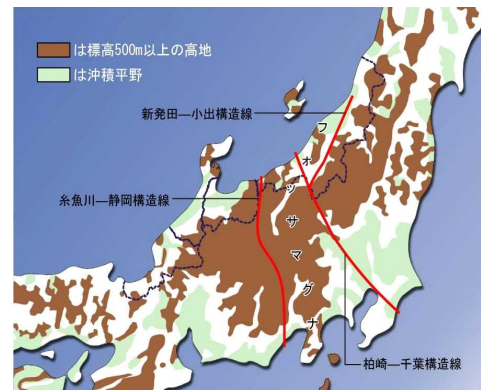 は標高500m以上の高地
は沖積平野
新発田―小出構造線
フォッサマグナ
糸魚川―静岡構造線
柏崎―千葉構造線